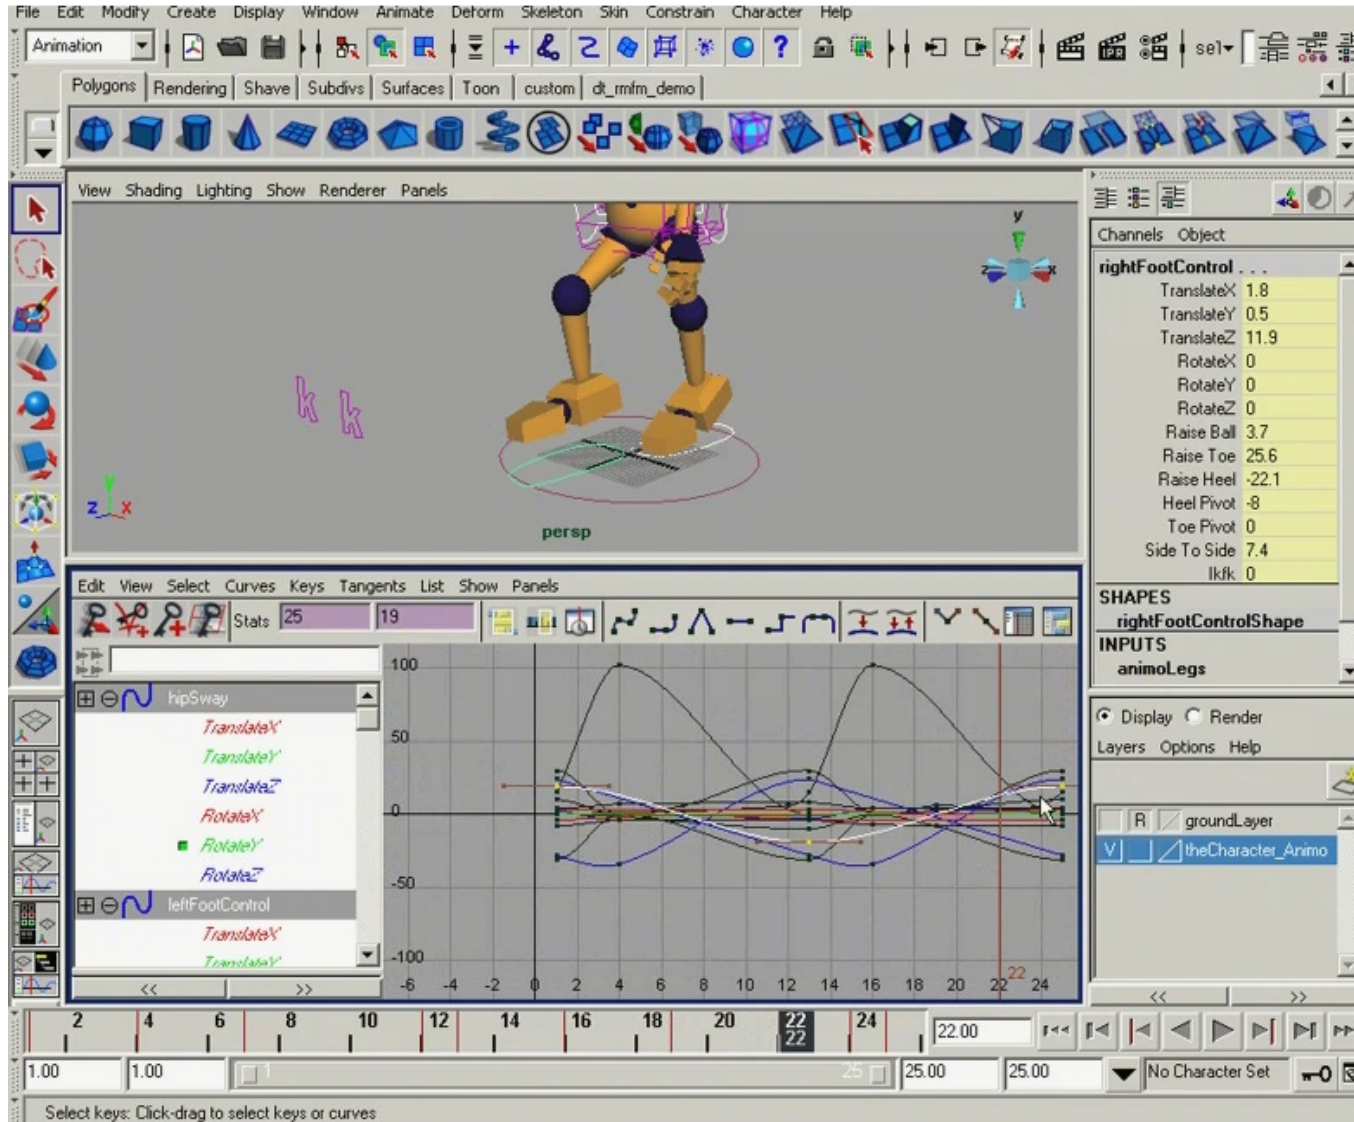 File Edit Modify Create Display Window Animate Deform Skeleton Skin Constrain Character Help
Animation
IPR
sel
Polygons Rendering Shave Subdivs Surfaces Toon custom dt_rmfm_demo
View Shading Lighting Show Renderer Panels
y
z x
k k
y
z x
persp
Channels Object
rightFootControl . . .
TranslateX 1.8
TranslateY 0.5
TranslateZ 11.9
RotateX 0
RotateY 0
RotateZ 0
Raise Ball 3.7
Raise Toe 25.6
Raise Heel -22.1
Heel Pivot -8
Toe Pivot 0
Side To Side 7.4
Ikfk 0
SHAPES
rightFootControlShape
INPUTS
animoLegs
Edit View Select Curves Keys Tangents List Show Panels
Stats 25 19
hipSway
TranslateX
TranslateY
TranslateZ
RotateX
RotateY
RotateZ
leftFootControl
TranslateX
TranslateY
<< >>
100
50
0
-50
-100
22
-6 -4 -2 0 2 4 6 8 10 12 14 16 18 20 22 24
Display Render
Layers Options Help
R groundLayer
V theCharacter_Animo
<< >>
2 4 6 8 10 12 14 16 18 20 22 24
22
22.00
1.00 1.00 1 25 25.00 25.00 No Character Set
Select keys: Click-drag to select keys or curves